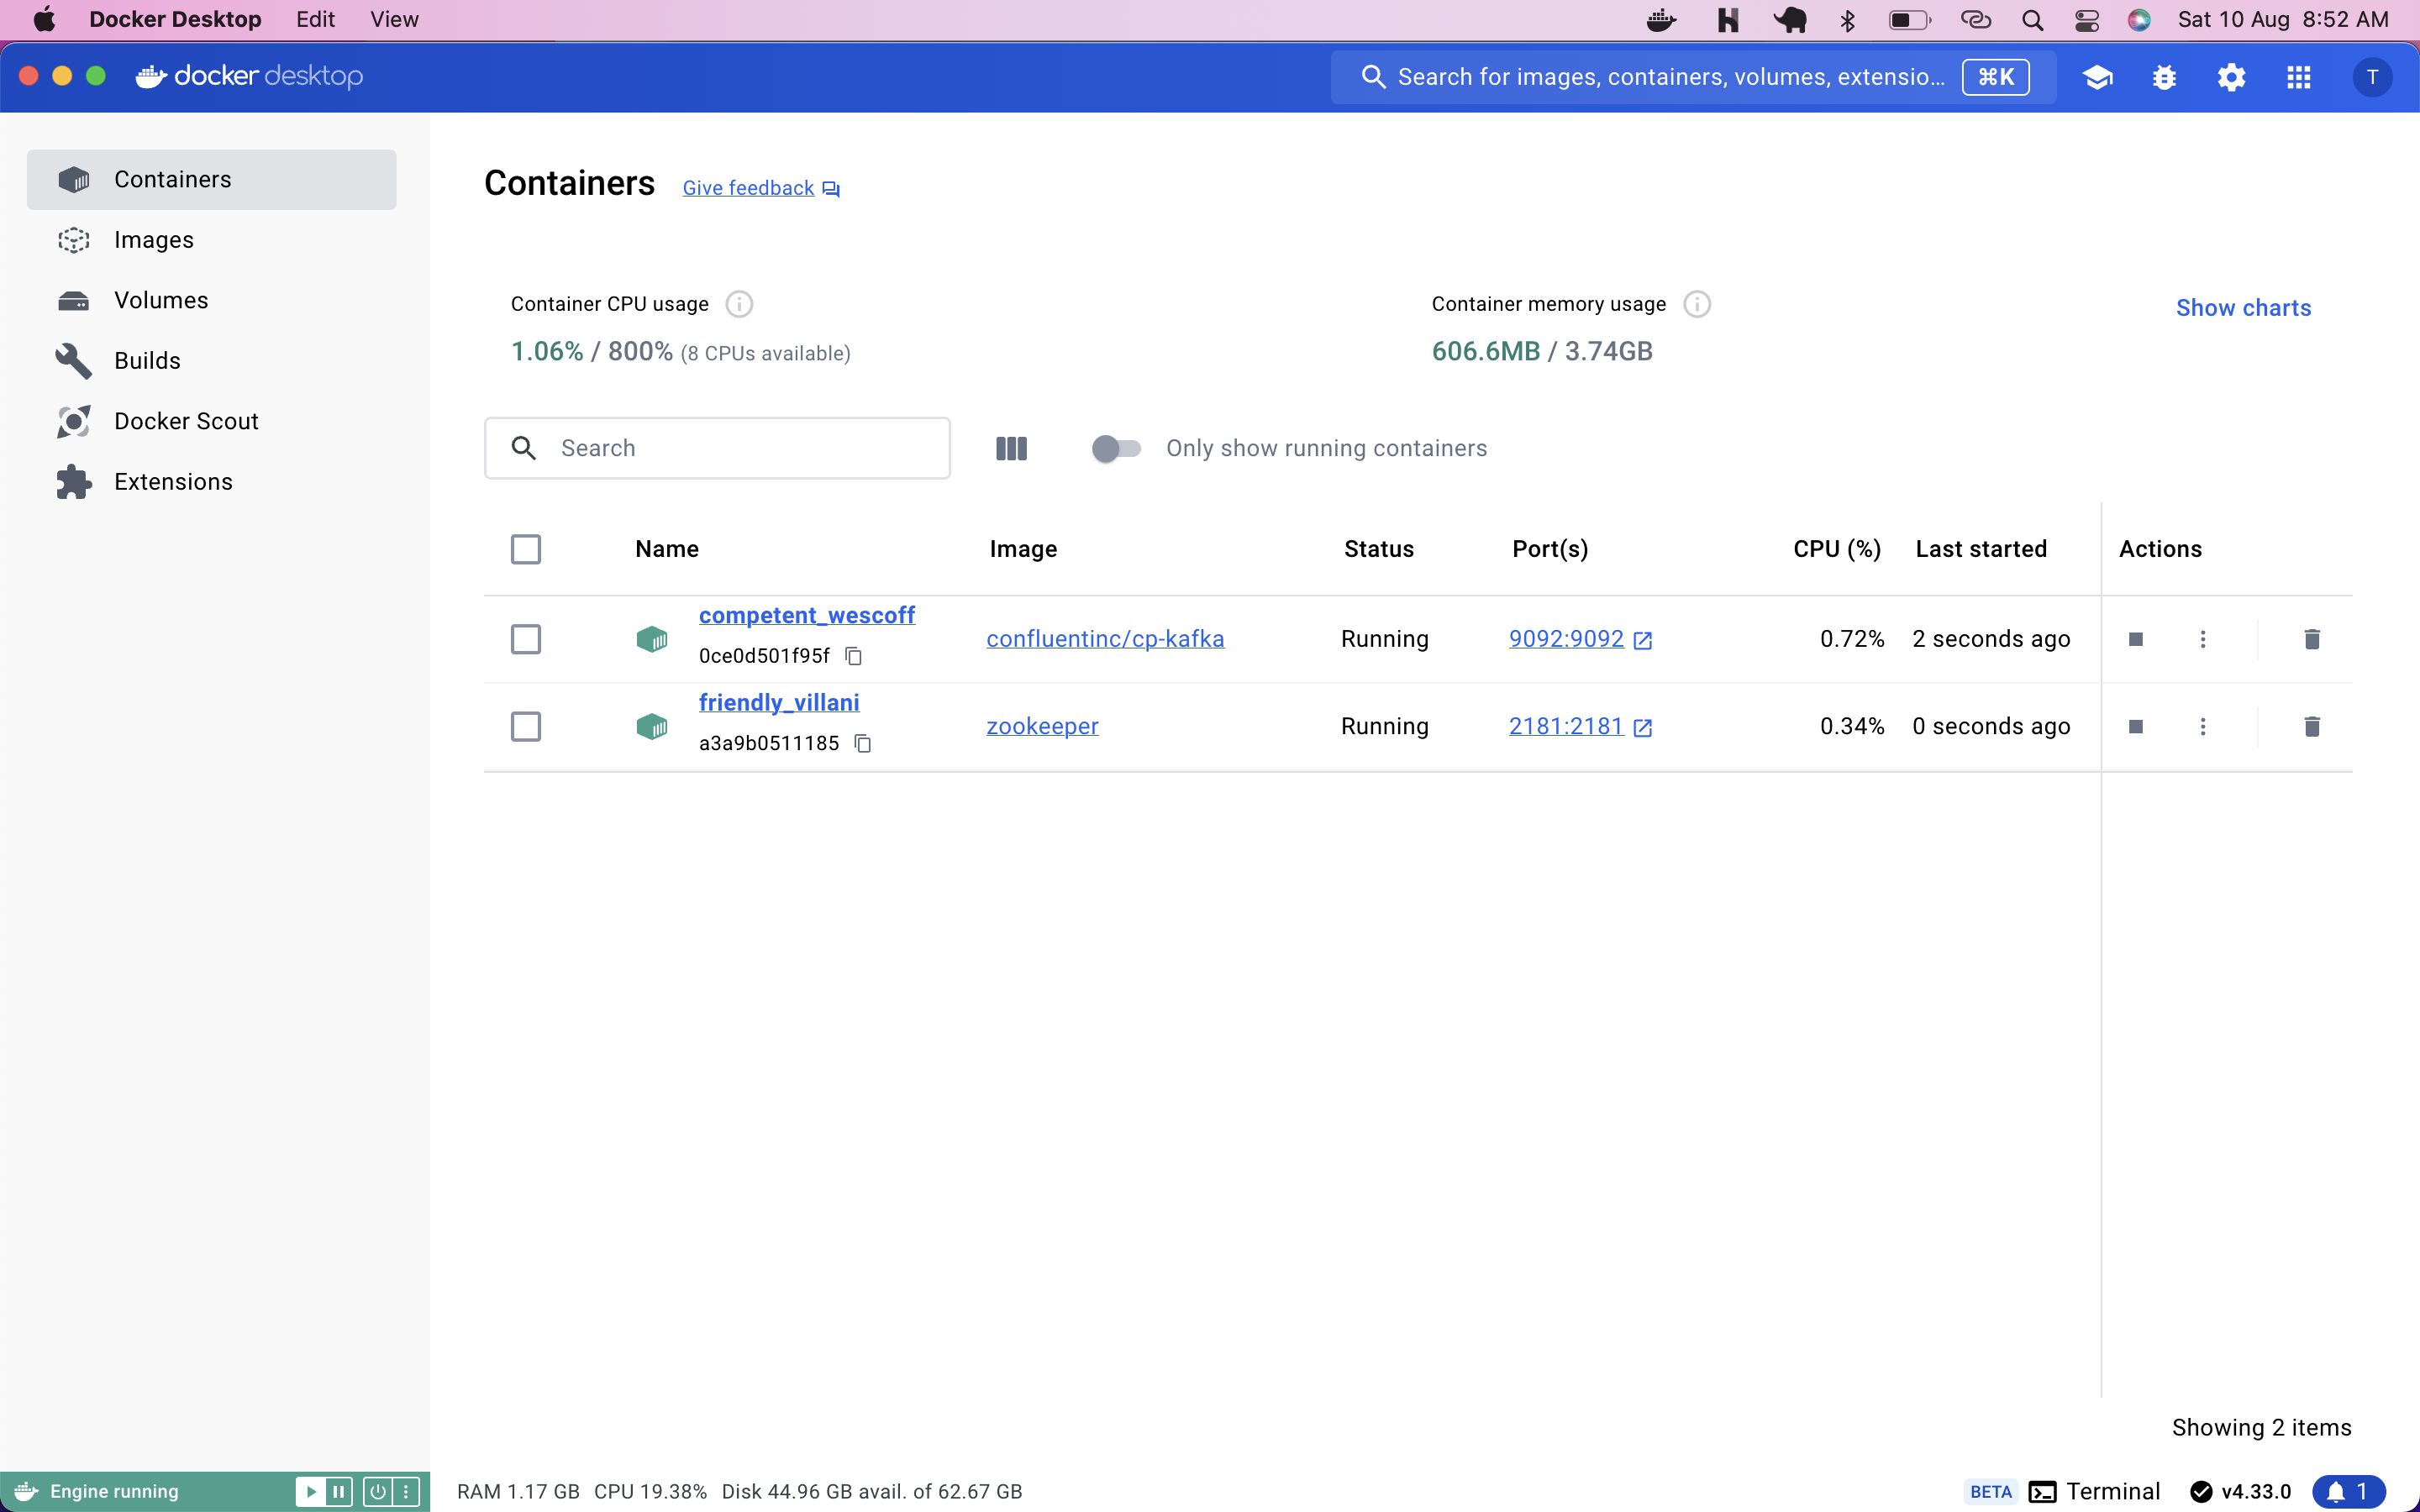 Docker Desktop Edit View Sat 10 Aug 8:52 AM
docker desktop Search for images, containers, volumes, extensio... ⌘K T
Containers
Images
Volumes
Builds
Docker Scout
Extensions
Containers Give feedback
Container CPU usage
1.06% / 800% (8 CPUs available)
Container memory usage
606.6MB / 3.74GB
Show charts
Search Only show running containers
Name Image Status Port(s) CPU (%) Last started Actions
competent_wescoff
0ce0d501f95f
confluentinc/cp-kafka Running 9092:9092 0.72% 2 seconds ago
friendly_villani
a3a9b0511185
zookeeper Running 2181:2181 0.34% 0 seconds ago
Showing 2 items
Engine running RAM 1.17 GB CPU 19.38% Disk 44.96 GB avail. of 62.67 GB BETA Terminal v4.33.0 1